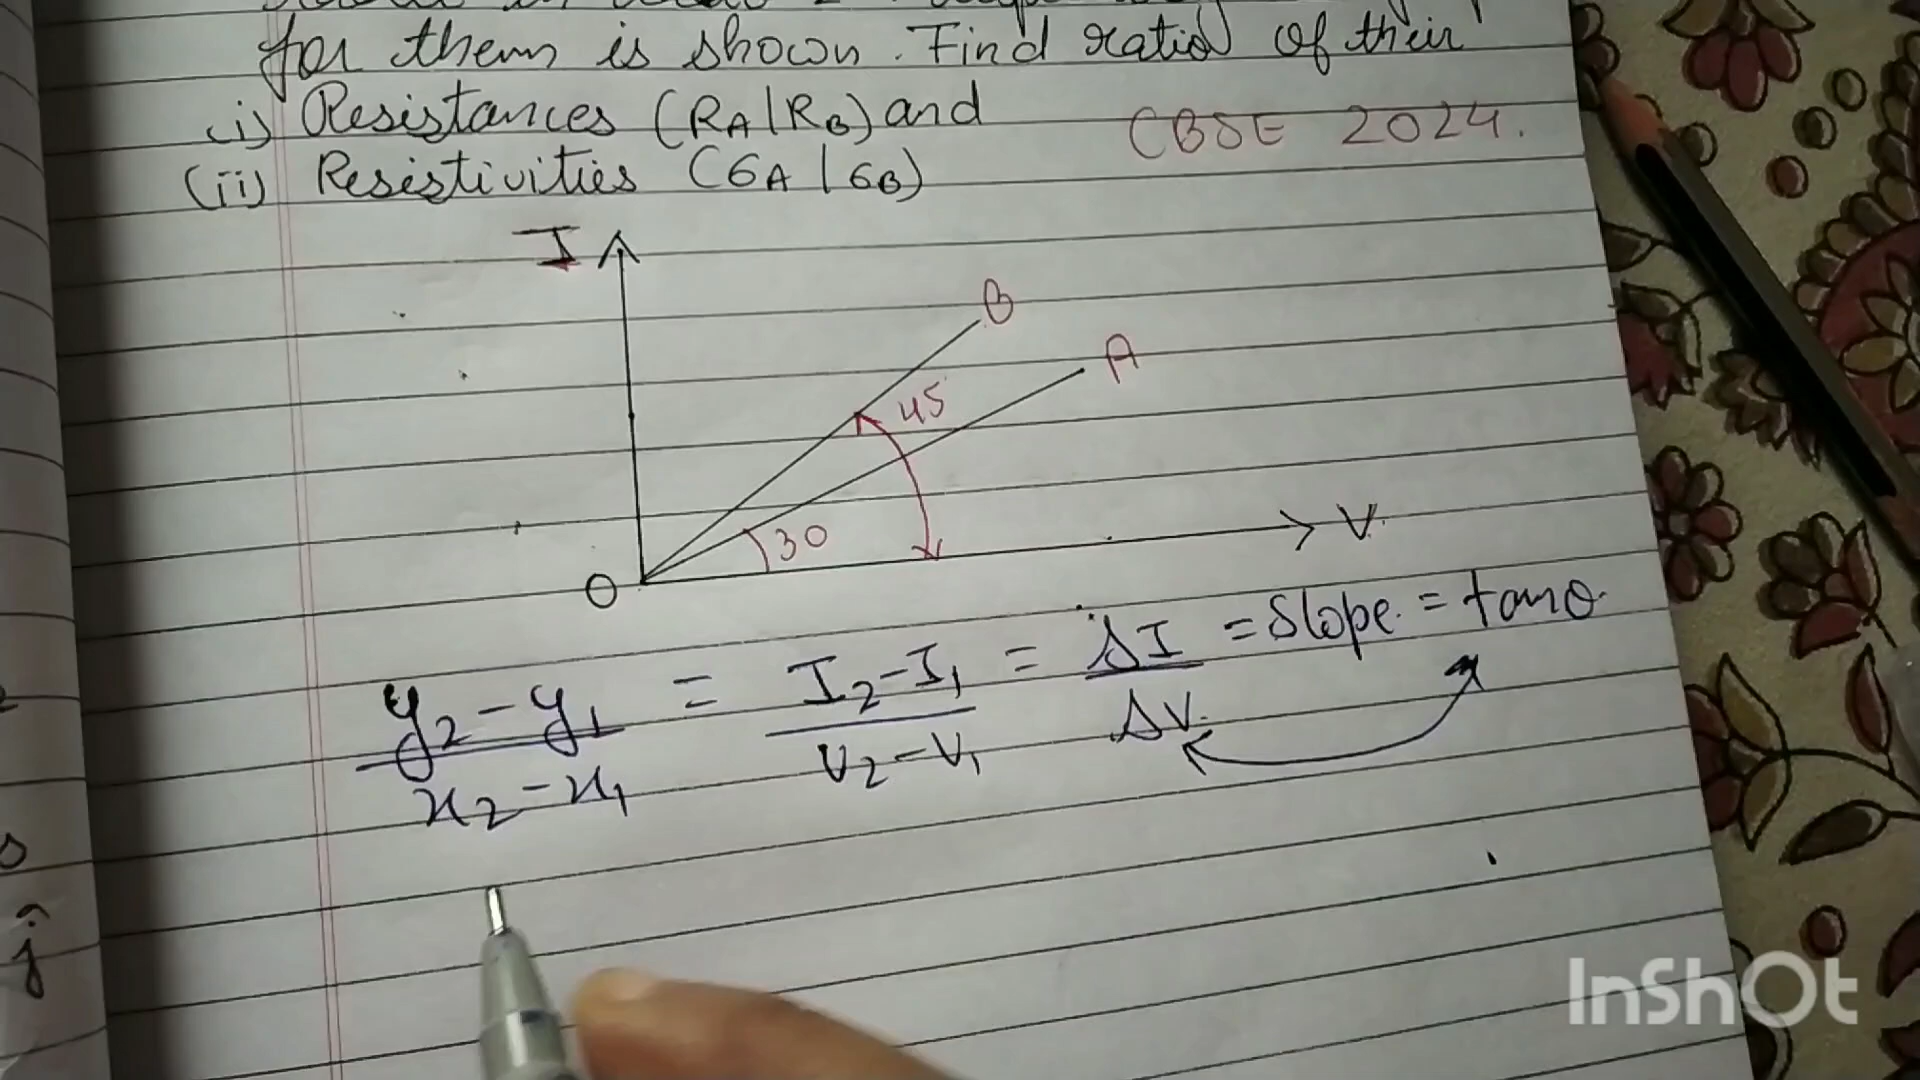 for them is shown. Find ratio of their
(i) Resistances (RA/RB) and
CBSE 2024.
(ii) Resistivities (σA/σB)
I
B
A
45
30
V
O
y2-y1/x2-x1 = I2-I1/V2-V1 = ΔI/ΔV = Slope = tanθ
InShOt